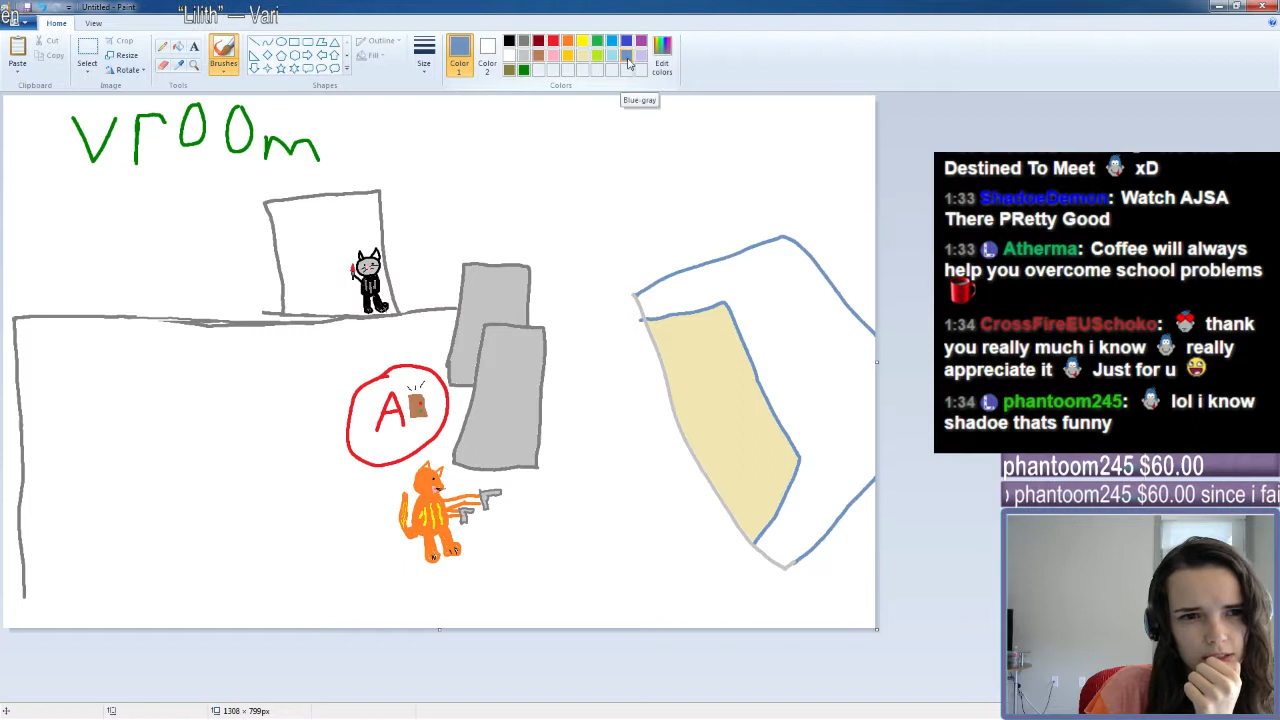 en
Untitled - Paint
"Lilith" — Vari
Home
View
Paste
Cut
Copy
Clipboard
Select
Crop
Resize
Rotate
Image
A
Tools
Brushes
Outline
Fill
Shapes
Size
Color
1
Color
2
Edit
colors
Colors
Blue-gray
vroom
A
Destined To Meet xD
1:33 ShadoeDemon: Watch AJSA
There PRetty Good
1:33 Atherma: Coffee will always
help you overcome school problems
1:34 CrossFireEUSchoko: thank
you really much i know really
appreciate it Just for u
1:34 phantoom245: lol i know
shadoe thats funny
phantoom245 $60.00
phantoom245 $60.00 since i fai
1308 × 799px